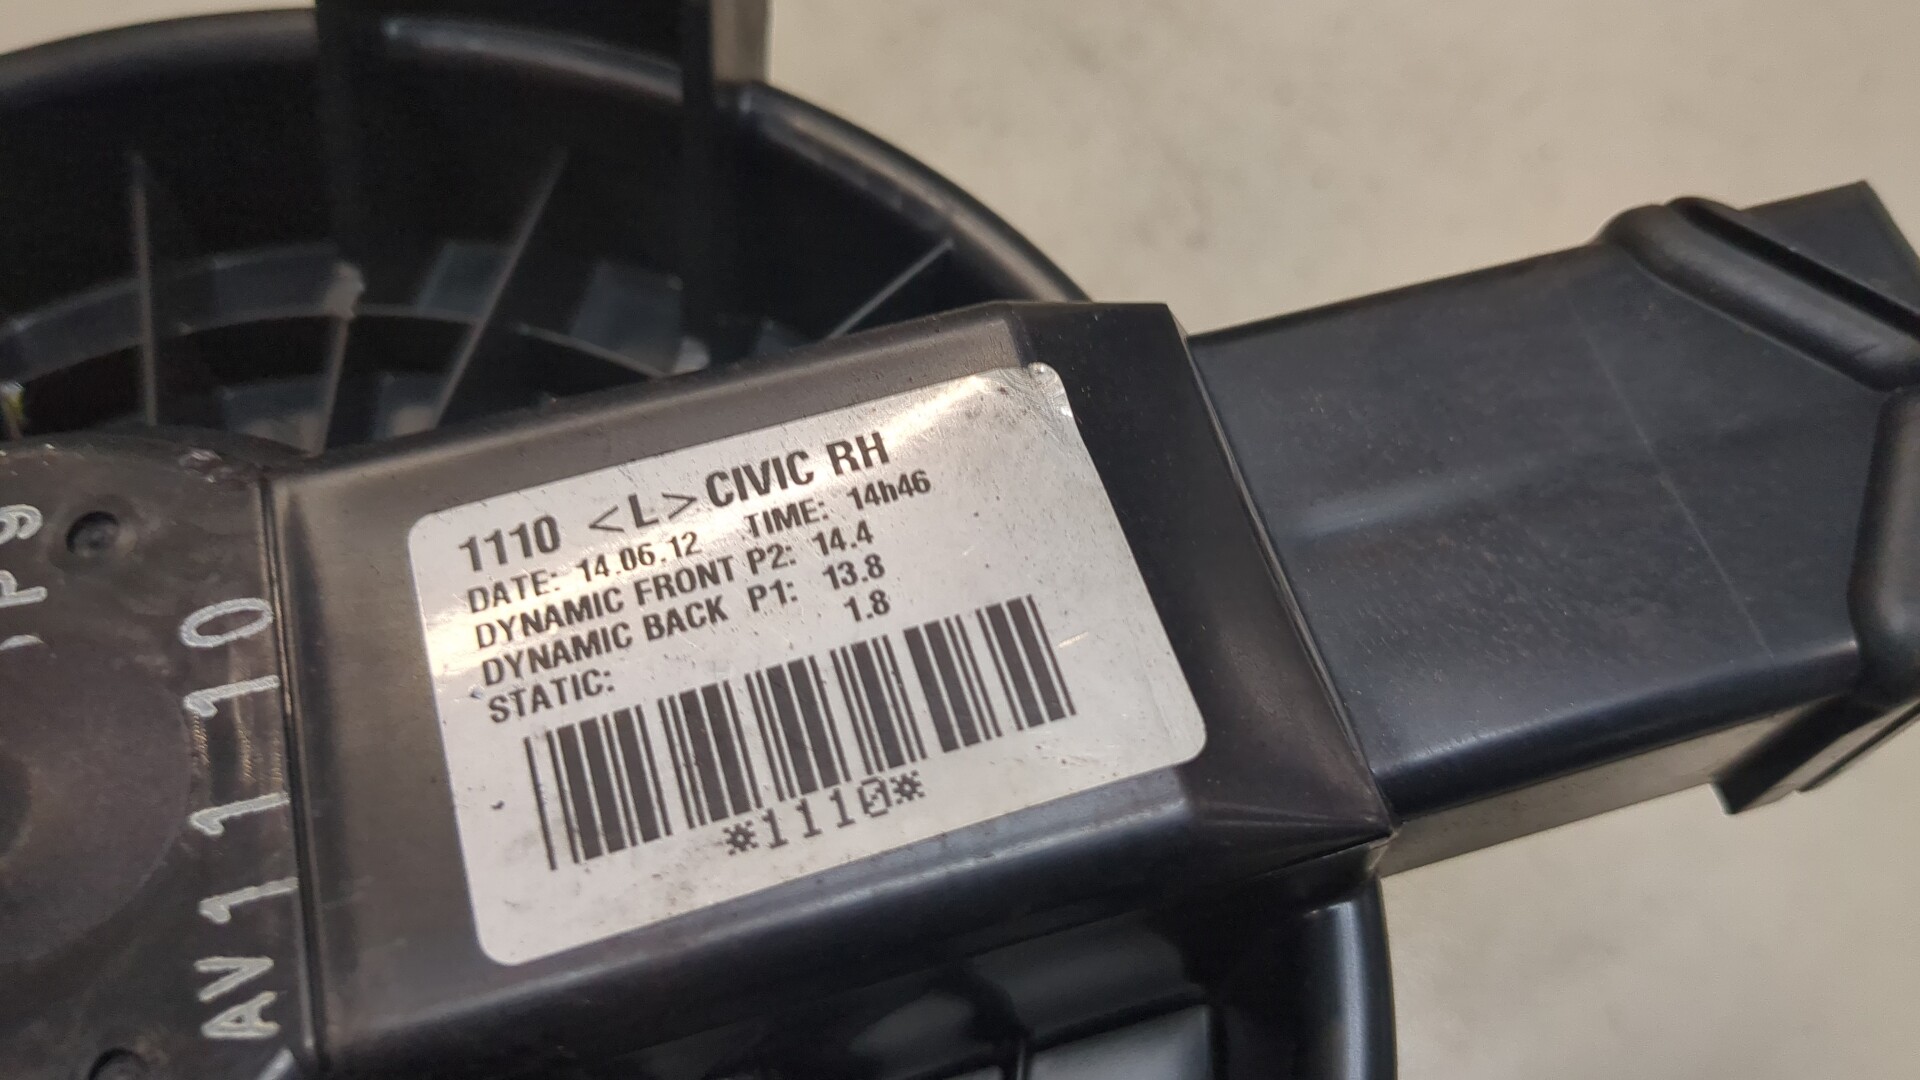 1110 <L> CIVIC RH
DATE: 14.06.12 TIME: 14h46
DYNAMIC FRONT P2: 14.4
DYNAMIC BACK P1: 13.8
STATIC: 1.8
*1110*
AV1110